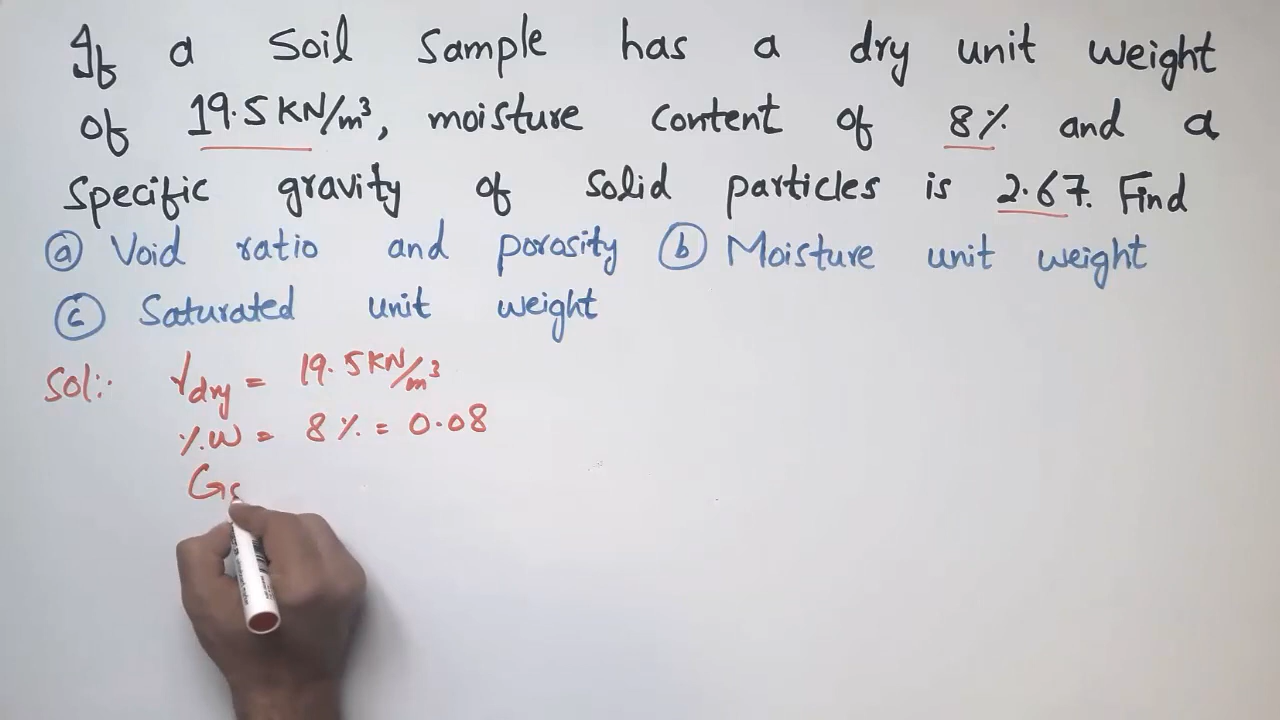 If a Soil Sample has a dry unit weight
of 19.5 KN/m³, moisture content of 8% and a
specific gravity of solid particles is 2.67. Find
ⓐ Void ratio and porosity ⓑ Moisture unit weight
ⓒ Saturated unit weight
Sol:- γdry = 19.5 KN/m³
%w = 8% = 0.08
Gs